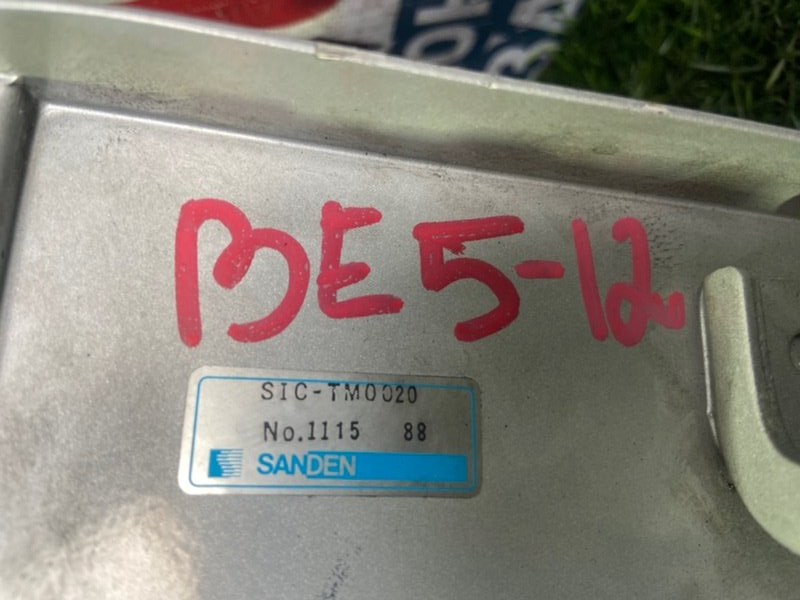 BE5-12
SIC-TM0020
No.1115 88
SANDEN